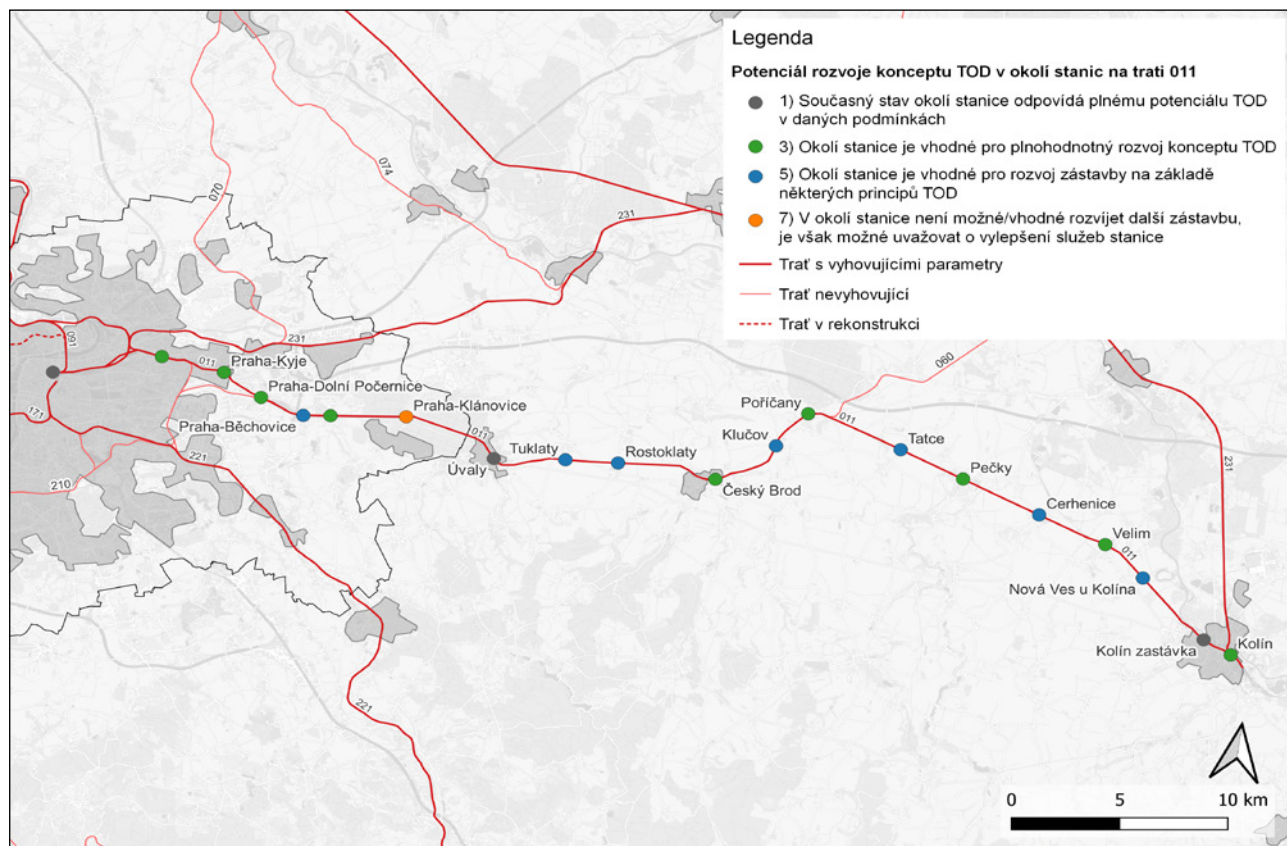 Legenda
Potenciál rozvoje konceptu TOD v okolí stanic na trati 011
1) Současný stav okolí stanice odpovídá plnému potenciálu TOD
v daných podmínkách
3) Okolí stanice je vhodné pro plnohodnotný rozvoj konceptu TOD
5) Okolí stanice je vhodné pro rozvoj zástavby na základě
některých principů TOD
7) V okolí stanice není možné/vhodné rozvíjet další zástavbu,
je však možné uvažovat o vylepšení služeb stanice
Trať s vyhovujícími parametry
Trať nevyhovující
Trať v rekonstrukci
070
074
231
231
060
091
011
Praha-Kyje
Praha-Dolní Počernice
Praha-Běchovice
Praha-Klánovice
171
221
210
011
Úvaly
Tuklaty
Rostoklaty
Český Brod
Klučov
Poříčany
011
Tatce
Pečky
Cerhenice
Velim
011
Nová Ves u Kolína
231
Kolín zastávka
Kolín
221
0
5
10 km